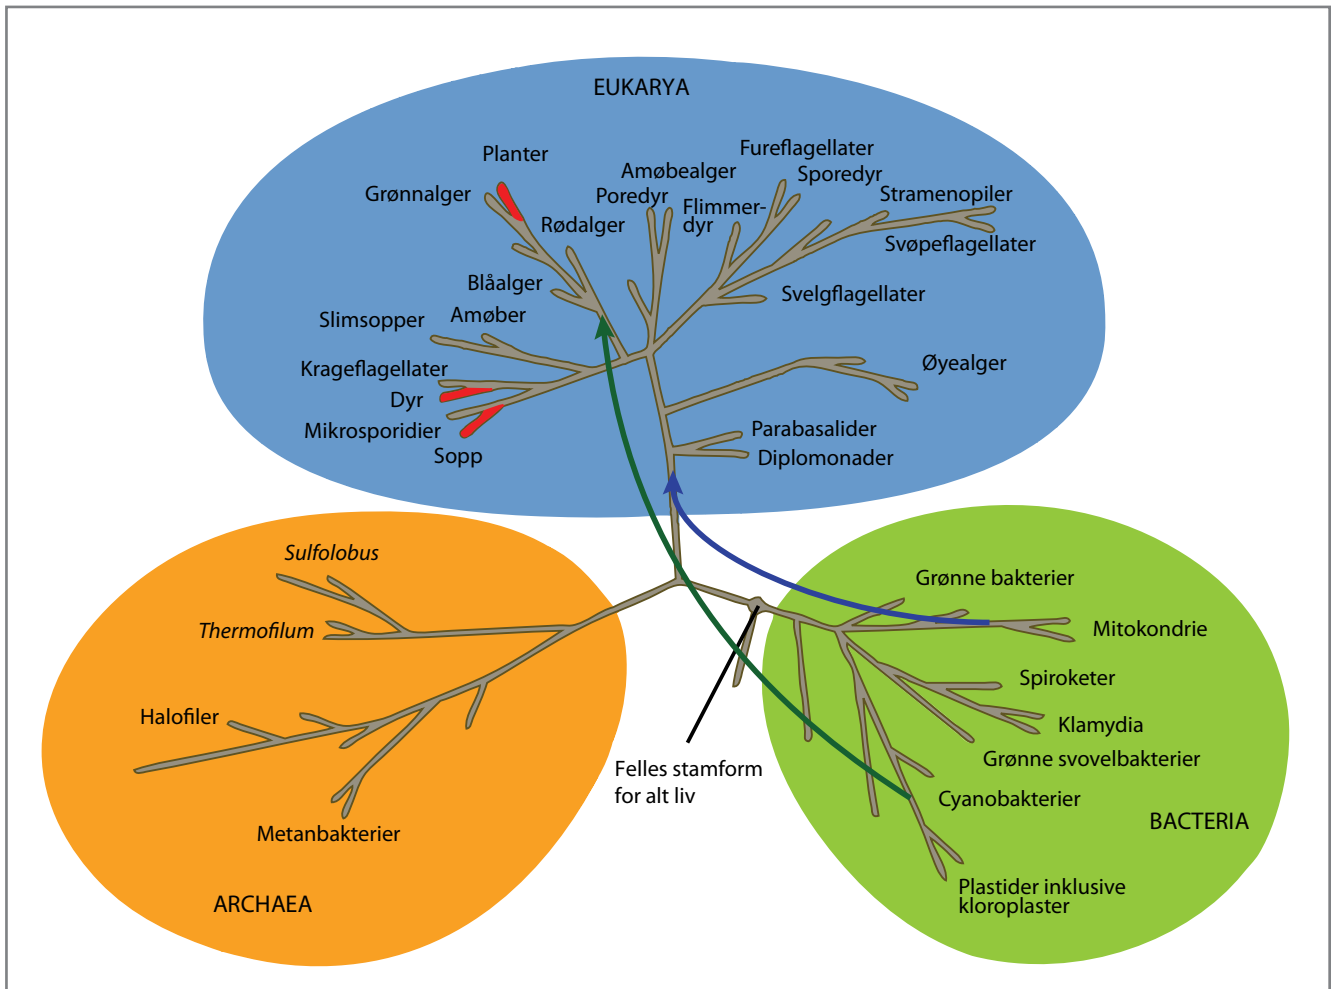 EUKARYA
Planter
Grønnalger
Rødalger
Blåalger
Amøbealger
Poredyr
Flimmer-
dyr
Fureflagellater
Sporedyr
Stramenopiler
Svøpeflagellater
Svelgflagellater
Slimsopper
Amøber
Krageflagellater
Dyr
Mikrosporidier
Sopp
Øyealger
Parabasalider
Diplomonader
Sulfolobus
Thermofilum
Halofiler
Metanbakterier
ARCHAEA
Felles stamform
for alt liv
Grønne bakterier
Mitokondrie
Spiroketer
Klamydia
Grønne svovelbakterier
Cyanobakterier
BACTERIA
Plastider inklusive
kloroplaster